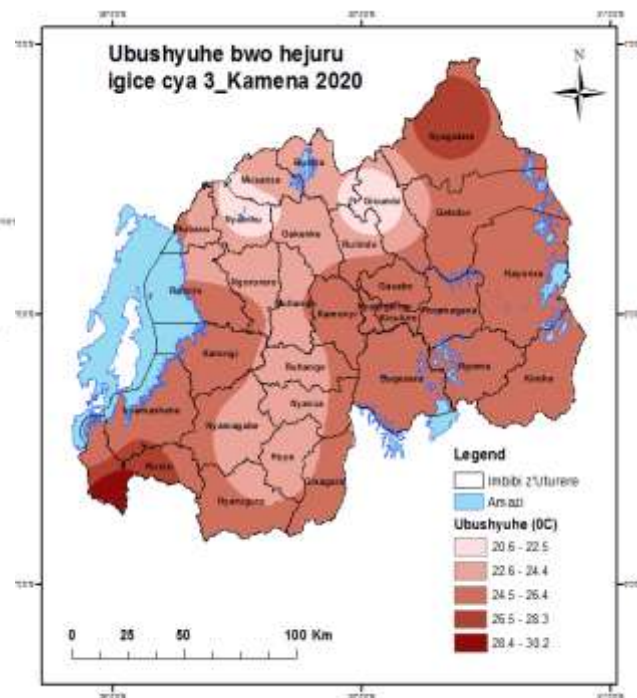 Ubushyuhe bwo hejuru
igice cya 3_Kamena 2020
N
Nyagatare
Musanze
Nyabihu
Gicumbi
Gatsibo
Gakenke
Rulindo
Rubavu
Ngororero
Rutsiro
Muhanga
Kamonyi
Gasabo
Kayonza
Rwamagana
Karongi
Ruhango
Bugesera
Ngoma
Kirehe
Nyanza
Nyamasheke
Nyamagabe
Huye
Rusizi
Gisagara
Nyaruguru
Legend
Imbibi z'Uturere
Amazi
Ubushyuhe (0C)
20.6 - 22.5
22.6 - 24.4
24.5 - 26.4
26.5 - 28.3
28.4 - 30.2
0 25 50 100 Km